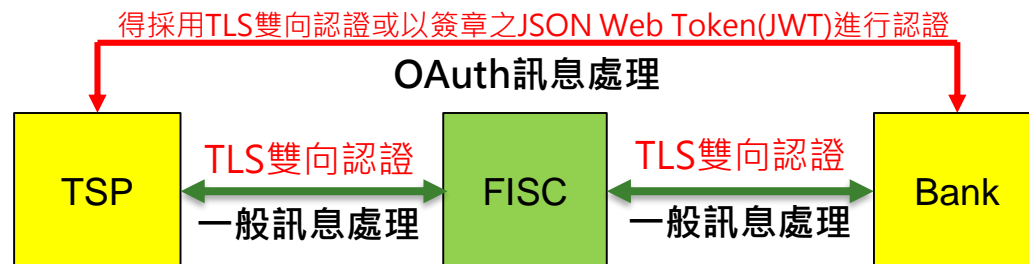 得採用TLS雙向認證或以簽章之JSON Web Token(JWT)進行認證
OAuth訊息處理
TSP
TLS雙向認證
一般訊息處理
FISC
TLS雙向認證
一般訊息處理
Bank